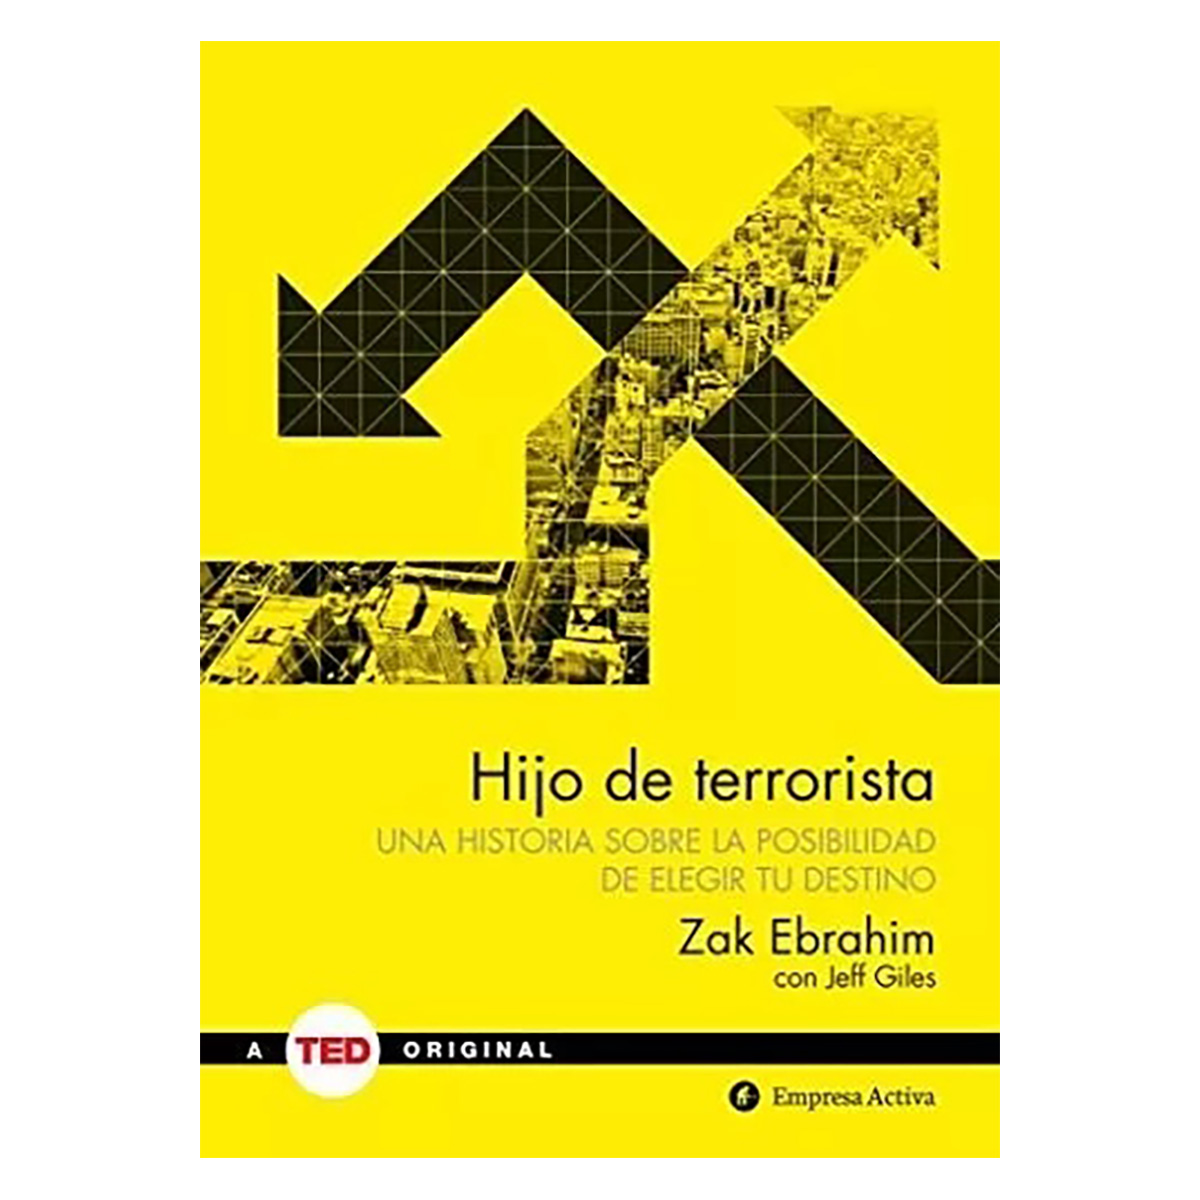 Hijo de terrorista
UNA HISTORIA SOBRE LA POSIBILIDAD
DE ELEGIR TU DESTINO
Zak Ebrahim
con Jeff Giles
A TED ORIGINAL
Empresa Activa